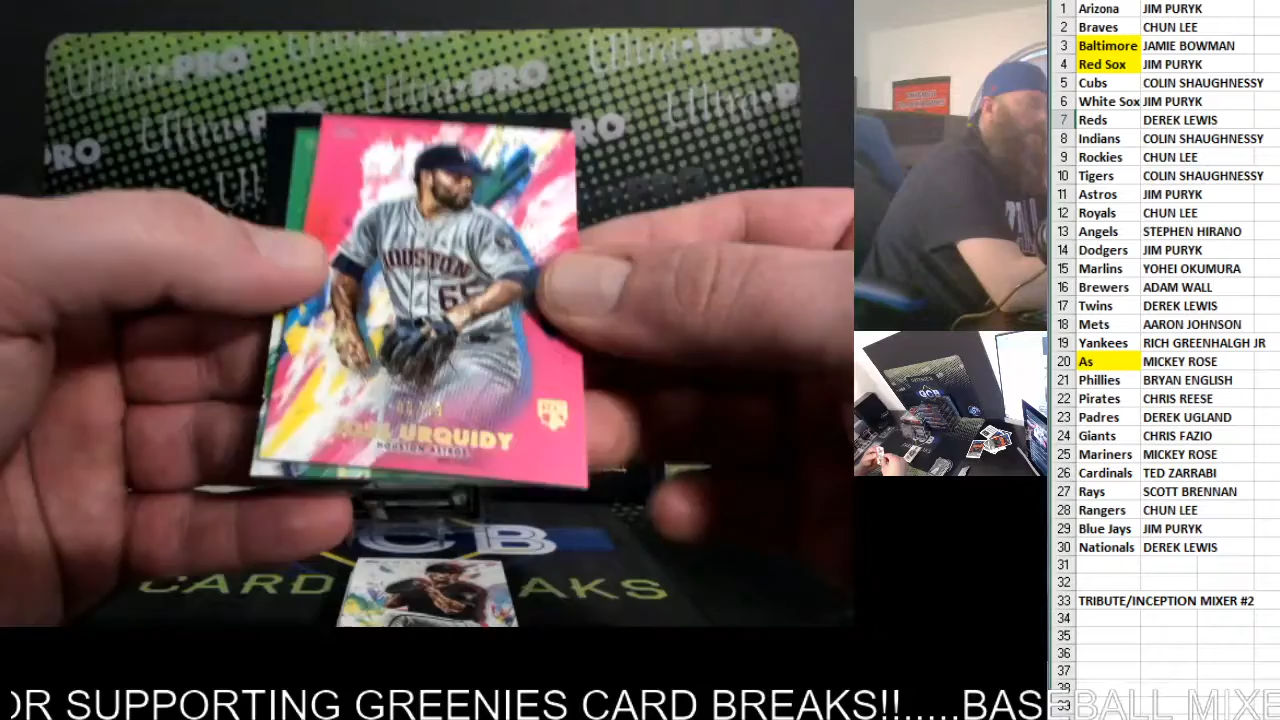 Ultra•PRO
PRO
PRO
PRO
HOUSTON
65
URQUIDY
HOUSTON ASTROS
CB
CARD BREAKS
1 Arizona JIM PURYK
2 Braves CHUN LEE
3 Baltimore JAMIE BOWMAN
4 Red Sox JIM PURYK
5 Cubs COLIN SHAUGHNESSY
6 White Sox JIM PURYK
7 Reds DEREK LEWIS
8 Indians COLIN SHAUGHNESSY
9 Rockies CHUN LEE
10 Tigers COLIN SHAUGHNESSY
11 Astros JIM PURYK
12 Royals CHUN LEE
13 Angels STEPHEN HIRANO
14 Dodgers JIM PURYK
15 Marlins YOHEI OKUMURA
16 Brewers ADAM WALL
17 Twins DEREK LEWIS
18 Mets AARON JOHNSON
19 Yankees RICH GREENHALGH JR
20 As MICKEY ROSE
21 Phillies BRYAN ENGLISH
22 Pirates CHRIS REESE
23 Padres DEREK UGLAND
24 Giants CHRIS FAZIO
25 Mariners MICKEY ROSE
26 Cardinals TED ZARRABI
27 Rays SCOTT BRENNAN
28 Rangers CHUN LEE
29 Blue Jays JIM PURYK
30 Nationals DEREK LEWIS
31
32
33 TRIBUTE/INCEPTION MIXER #2
34
35
36
37
38
39
OR SUPPORTING GREENIES CARD BREAKS!!.....BASEBALL MIXE